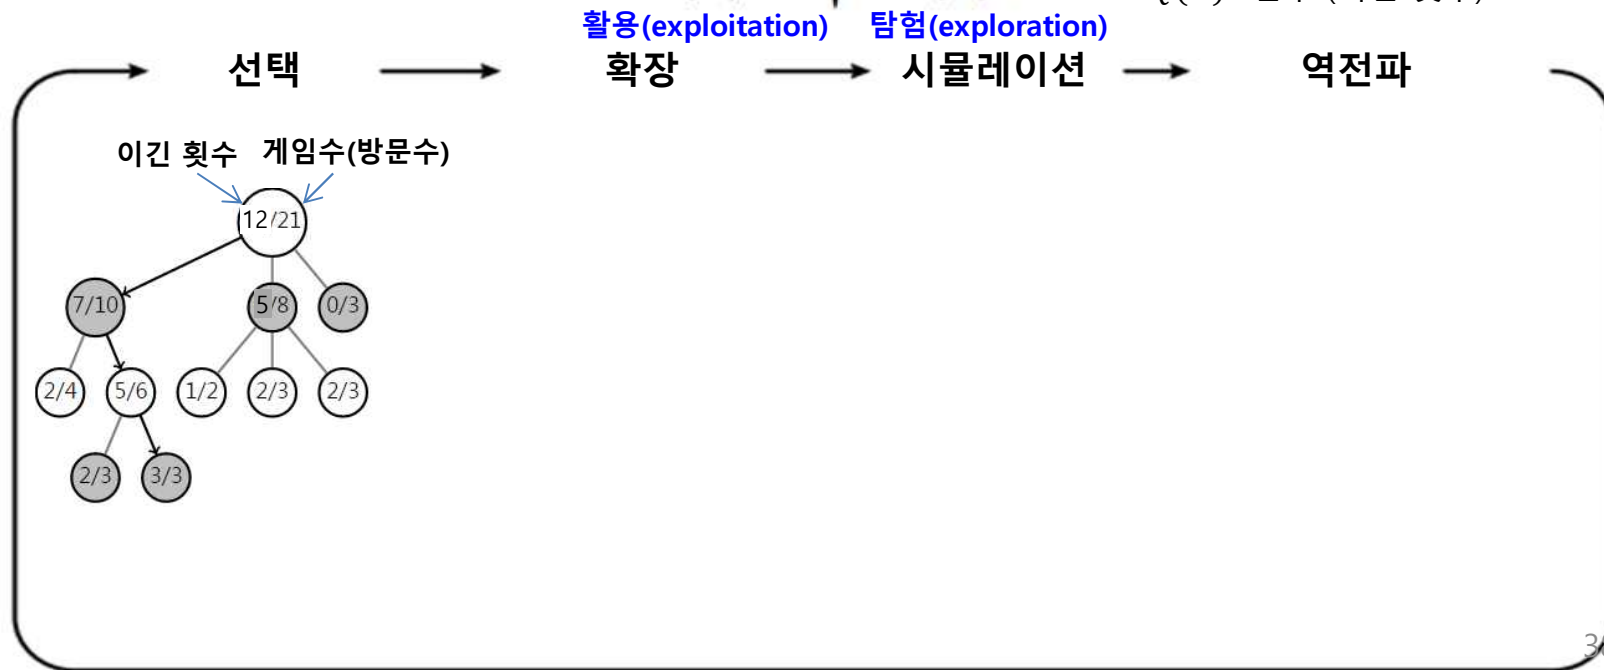 활용(exploitation) 탐험(exploration)
선택 확장 시뮬레이션 역전파
이긴 횟수 게임수(방문수)
12/21
7/10 5/8 0/3
2/4 5/6 1/2 2/3 2/3
2/3 3/3